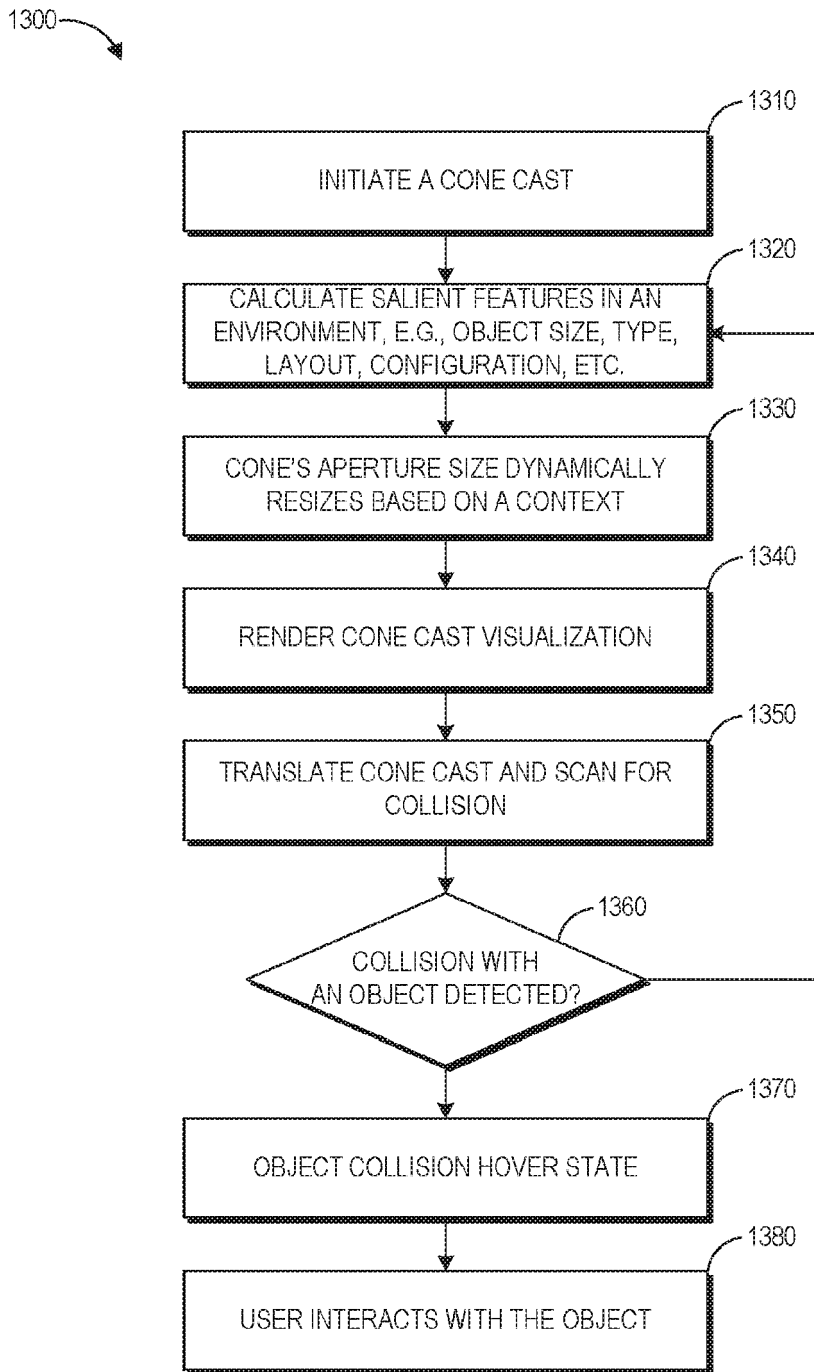 1300
1310
INITIATE A CONE CAST
1320
CALCULATE SALIENT FEATURES IN AN
ENVIRONMENT, E.G., OBJECT SIZE, TYPE,
LAYOUT, CONFIGURATION, ETC.
1330
CONE'S APERTURE SIZE DYNAMICALLY
RESIZES BASED ON A CONTEXT
1340
RENDER CONE CAST VISUALIZATION
1350
TRANSLATE CONE CAST AND SCAN FOR
COLLISION
1360
COLLISION WITH
AN OBJECT DETECTED?
1370
OBJECT COLLISION HOVER STATE
1380
USER INTERACTS WITH THE OBJECT